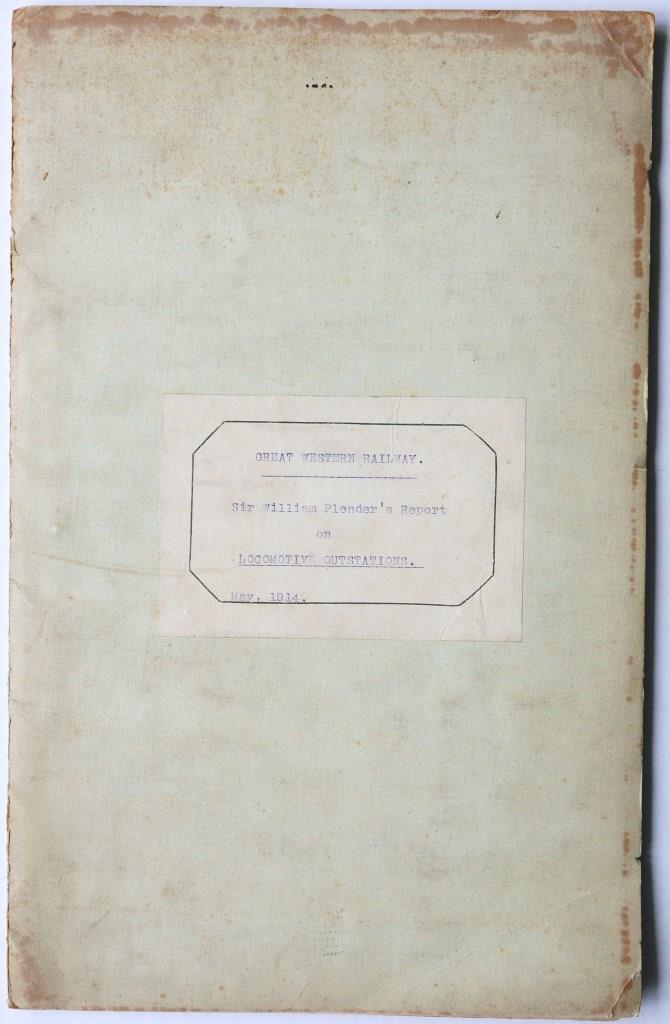 GREAT WESTERN RAILWAY.
Sir William Plender's Report
on
LOCOMOTIVE OUTSTATIONS.
May, 1914.